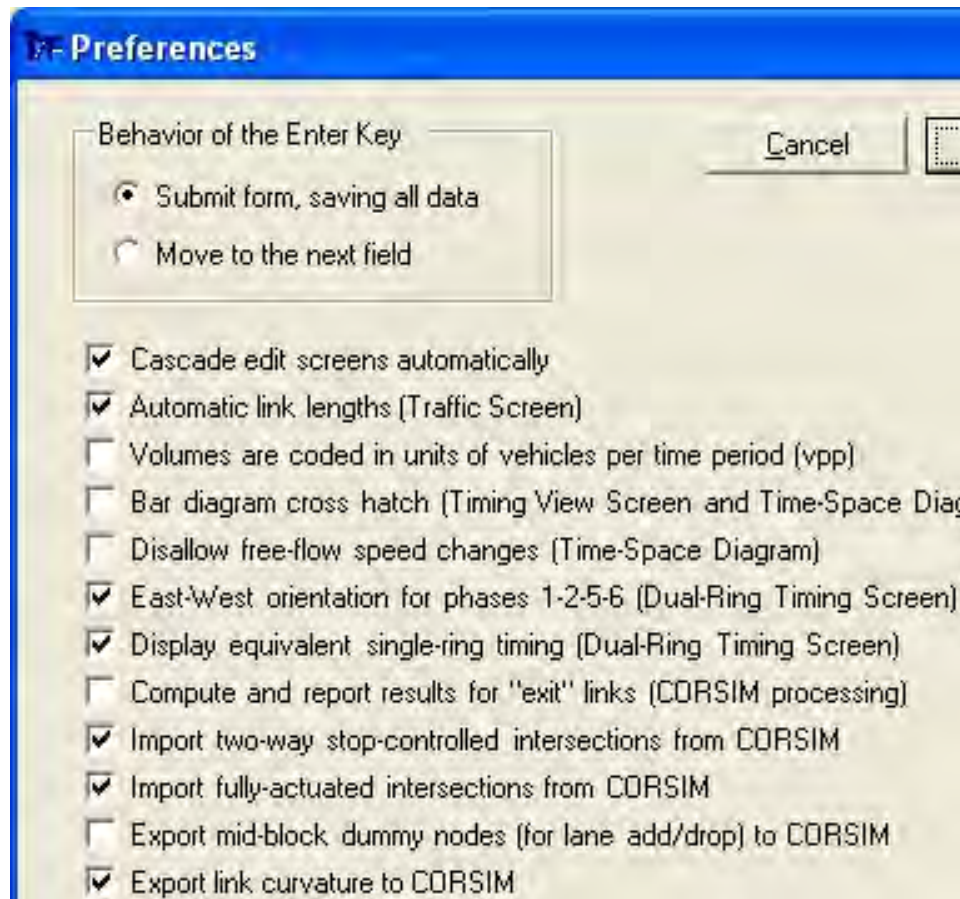 Preferences
Behavior of the Enter Key
Cancel
Submit form, saving all data
Move to the next field
Cascade edit screens automatically
Automatic link lengths (Traffic Screen)
Volumes are coded in units of vehicles per time period (vpp)
Bar diagram cross hatch (Timing View Screen and Time-Space Diag
Disallow free-flow speed changes (Time-Space Diagram)
East-West orientation for phases 1-2-5-6 (Dual-Ring Timing Screen)
Display equivalent single-ring timing (Dual-Ring Timing Screen)
Compute and report results for "exit" links (CORSIM processing)
Import two-way stop-controlled intersections from CORSIM
Import fully-actuated intersections from CORSIM
Export mid-block dummy nodes (for lane add/drop) to CORSIM
Export link curvature to CORSIM